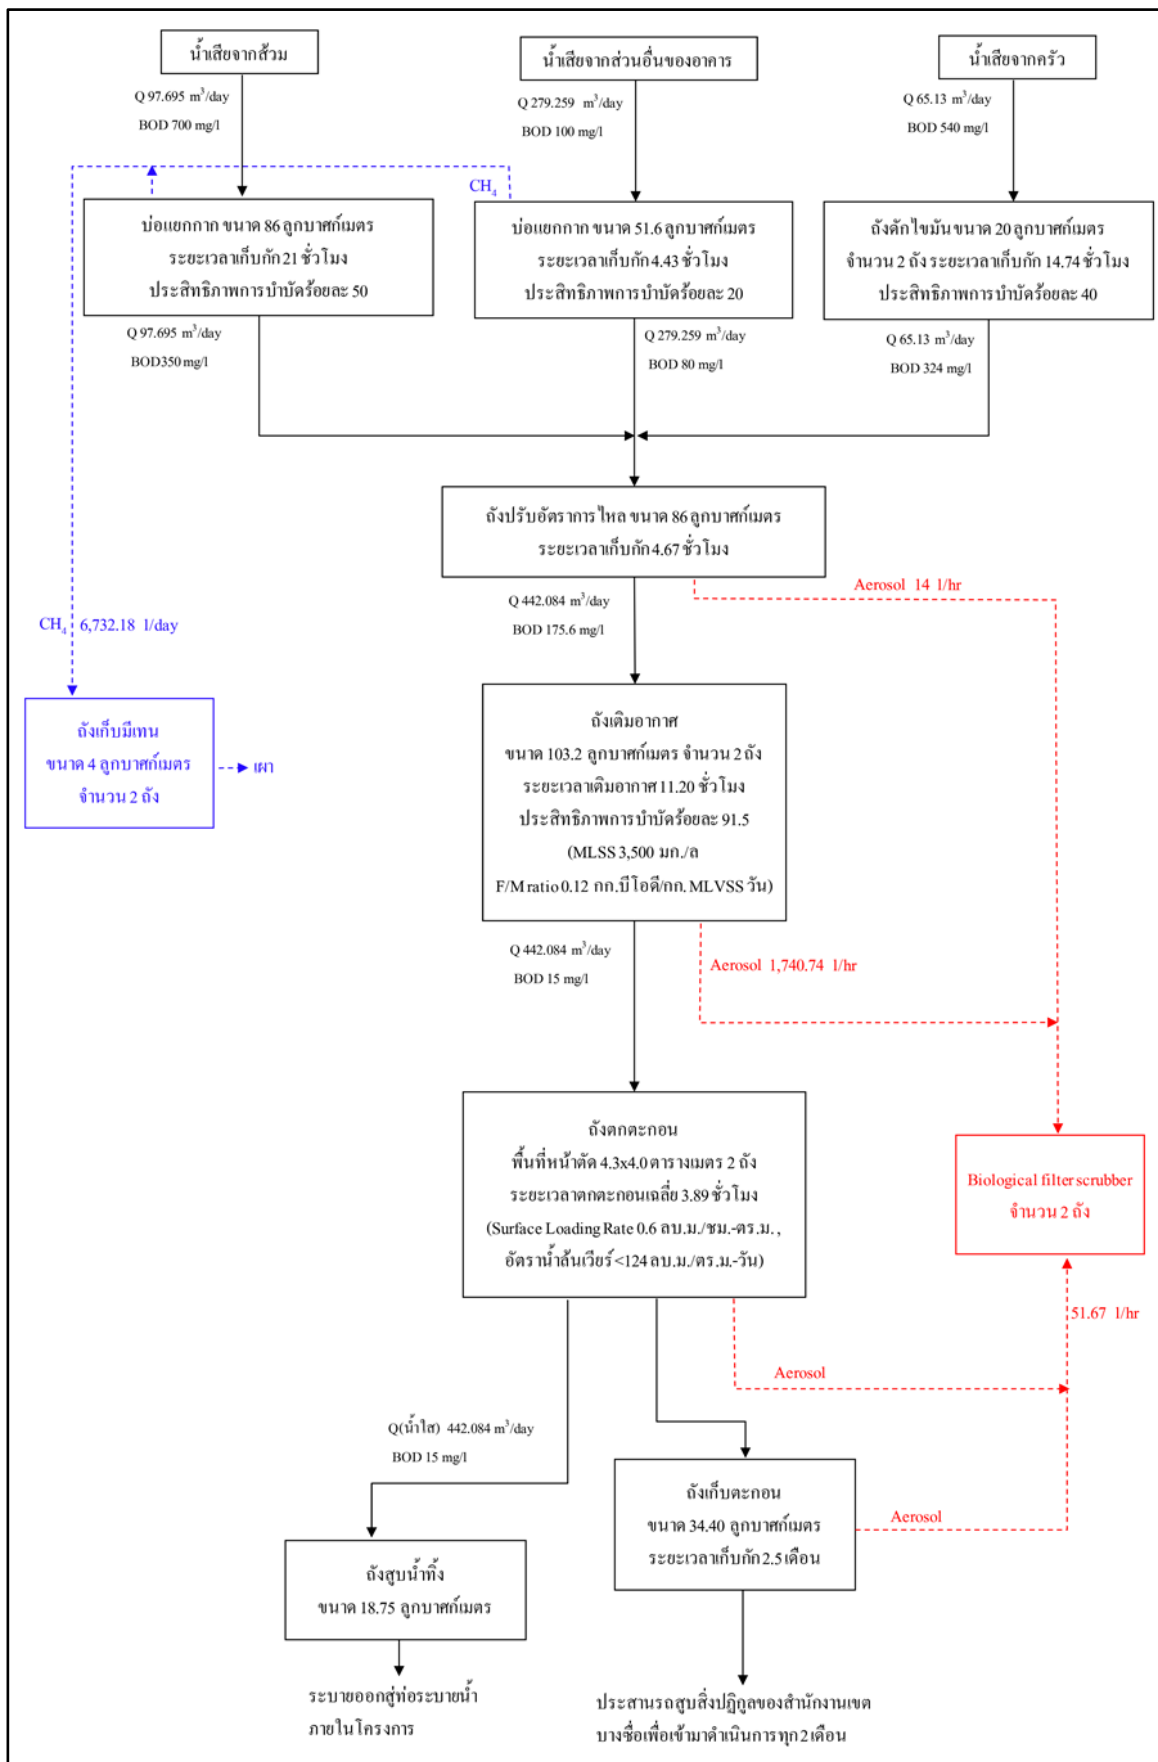 น้ำเสียจากส้วม
น้ำเสียจากส่วนอื่นของอาคาร
น้ำเสียจากครัว
Q 97.695 m³/day
BOD 700 mg/l
Q 279.259 m³/day
BOD 100 mg/l
Q 65.13 m³/day
BOD 540 mg/l
CH₄
บ่อแยกกาก ขนาด 86 ลูกบาศก์เมตร
ระยะเวลาเก็บกัก 21 ชั่วโมง
ประสิทธิภาพการบำบัดร้อยละ 50
บ่อแยกกาก ขนาด 51.6 ลูกบาศก์เมตร
ระยะเวลาเก็บกัก 4.43 ชั่วโมง
ประสิทธิภาพการบำบัดร้อยละ 20
ถังดักไขมัน ขนาด 20 ลูกบาศก์เมตร
จำนวน 2 ถัง ระยะเวลาเก็บกัก 14.74 ชั่วโมง
ประสิทธิภาพการบำบัดร้อยละ 40
Q 97.695 m³/day
BOD350 mg/l
Q 279.259 m³/day
BOD 80 mg/l
Q 65.13 m³/day
BOD 324 mg/l
ถังปรับอัตราการไหล ขนาด 86 ลูกบาศก์เมตร
ระยะเวลาเก็บกัก 4.67 ชั่วโมง
Aerosol 14 l/hr
Q 442.084 m³/day
BOD 175.6 mg/l
CH₄ 6,732.18 l/day
ถังเก็บมีเทน
ขนาด 4 ลูกบาศก์เมตร
จำนวน 2 ถัง
เผา
ถังเติมอากาศ
ขนาด 103.2 ลูกบาศก์เมตร จำนวน 2 ถัง
ระยะเวลาเติมอากาศ 11.20 ชั่วโมง
ประสิทธิภาพการบำบัดร้อยละ 91.5
(MLSS 3,500 มก./ล
F/M ratio 0.12 กก.บีโอดี/กก. MLVSS วัน)
Q 442.084 m³/day
BOD 15 mg/l
Aerosol 1,740.74 l/hr
ถังตกตะกอน
พื้นที่หน้าตัด 4.3x4.0 ตารางเมตร 2 ถัง
ระยะเวลาตกตะกอนเฉลี่ย 3.89 ชั่วโมง
(Surface Loading Rate 0.6 ลบ.ม./ชม.-ตร.ม. ,
อัตราน้ำล้นเวียร์ <124 ลบ.ม./ตร.ม.-วัน)
Biological filter scrubber
จำนวน 2 ถัง
51.67 l/hr
Aerosol
Q(น้ำใส) 442.084 m³/day
BOD 15 mg/l
ถังเก็บตะกอน
ขนาด 34.40 ลูกบาศก์เมตร
ระยะเวลาเก็บกัก 2.5 เดือน
Aerosol
ถังสูบน้ำทิ้ง
ขนาด 18.75 ลูกบาศก์เมตร
ระบายออกสู่ท่อระบายน้ำ
ภายในโครงการ
ประสานรถสูบสิ่งปฏิกูลของสำนักงานเขต
บางซื่อเพื่อเข้ามาดำเนินการทุก 2 เดือน